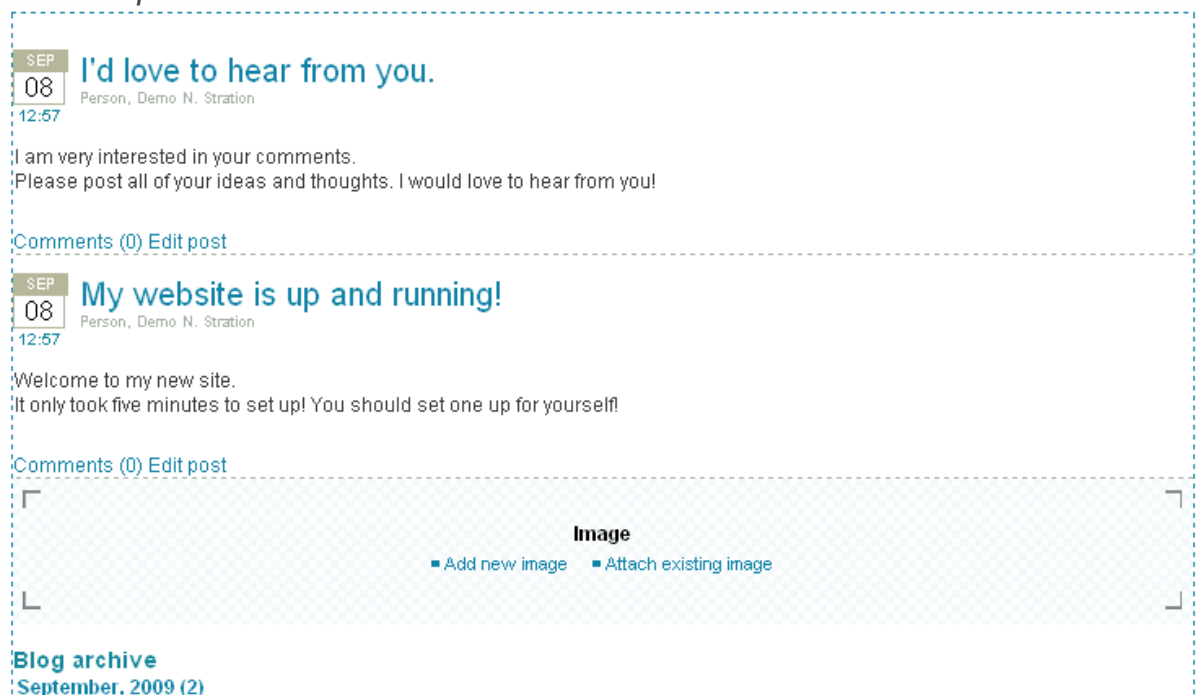 SEP
08
12:57
I'd love to hear from you.
Person, Demo N. Stration
I am very interested in your comments.
Please post all of your ideas and thoughts. I would love to hear from you!
Comments (0) Edit post
SEP
08
12:57
My website is up and running!
Person, Demo N. Stration
Welcome to my new site.
It only took five minutes to set up! You should set one up for yourself!
Comments (0) Edit post
Image
Add new image Attach existing image
Blog archive
September, 2009 (2)